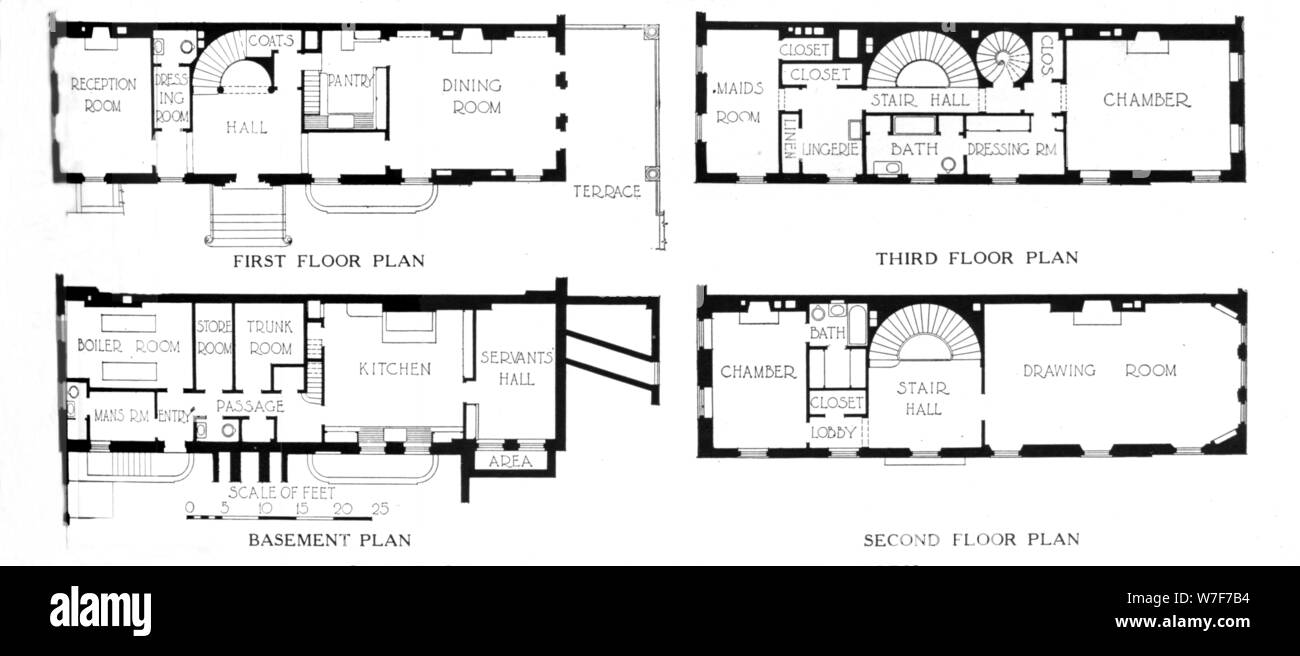 COATS
RECEPTION
ROOM
DRESS
ING
ROOM
HALL
PANTRY
DINING
ROOM
TERRACE
FIRST FLOOR PLAN
CLOSET
CLOSET
MAIDS
ROOM
STAIR HALL
CLOS
CHAMBER
LINEN
LINGERIE
BATH
DRESSING RM.
THIRD FLOOR PLAN
BOILER ROOM
STORE
ROOM
TRUNK
ROOM
KITCHEN
SERVANTS'
HALL
MANS RM.
ENTRY
PASSAGE
AREA
SCALE OF FEET
0 5 10 15 20 25
BASEMENT PLAN
BATH
CHAMBER
CLOSET
LOBBY
STAIR
HALL
DRAWING ROOM
SECOND FLOOR PLAN
alamy
Image ID: W7F7B4
www.alamy.com